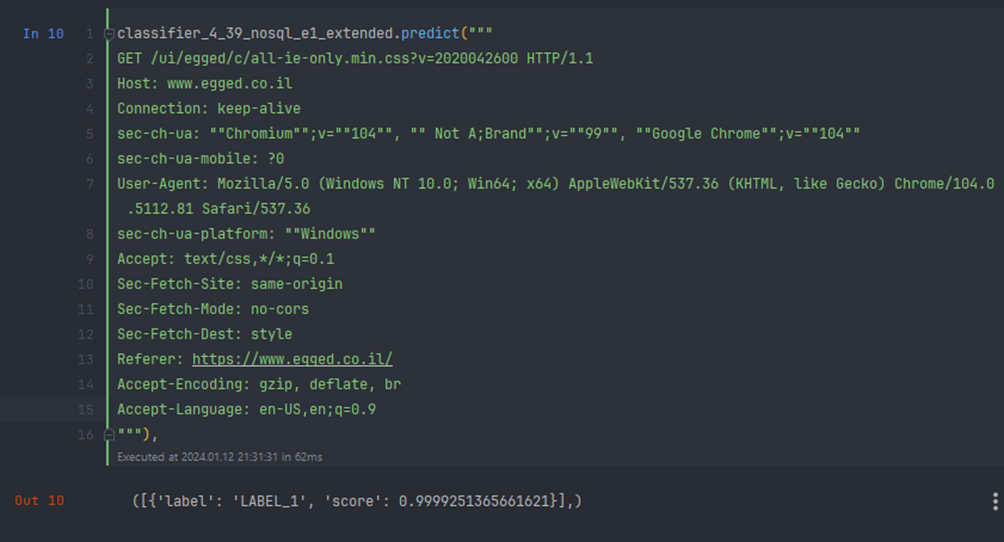 In 10 1 classifier_4_39_nosql_e1_extended.predict("""
2 GET /ui/egged/c/all-ie-only.min.css?v=2020042600 HTTP/1.1
3 Host: www.egged.co.il
4 Connection: keep-alive
5 sec-ch-ua: ""Chromium"";v=""104"", "" Not A;Brand"";v=""99"", ""Google Chrome"";v=""104""
6 sec-ch-ua-mobile: ?0
7 User-Agent: Mozilla/5.0 (Windows NT 10.0; Win64; x64) AppleWebKit/537.36 (KHTML, like Gecko) Chrome/104.0
.5112.81 Safari/537.36
8 sec-ch-ua-platform: ""Windows""
9 Accept: text/css,*/*;q=0.1
10 Sec-Fetch-Site: same-origin
11 Sec-Fetch-Mode: no-cors
12 Sec-Fetch-Dest: style
13 Referer: https://www.egged.co.il/
14 Accept-Encoding: gzip, deflate, br
15 Accept-Language: en-US,en;q=0.9
16 """),
Executed at 2024.01.12 21:31:31 in 62ms
Out 10 ([{'label': 'LABEL_1', 'score': 0.9999251365661621}],)